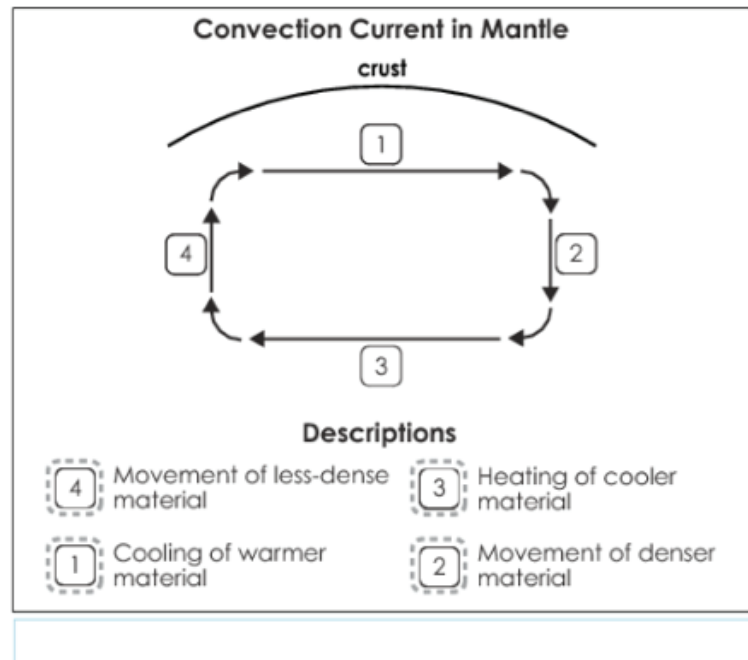 Convection Current in Mantle
crust
1
4
2
3
Descriptions
4 Movement of less-dense material
3 Heating of cooler material
1 Cooling of warmer material
2 Movement of denser material